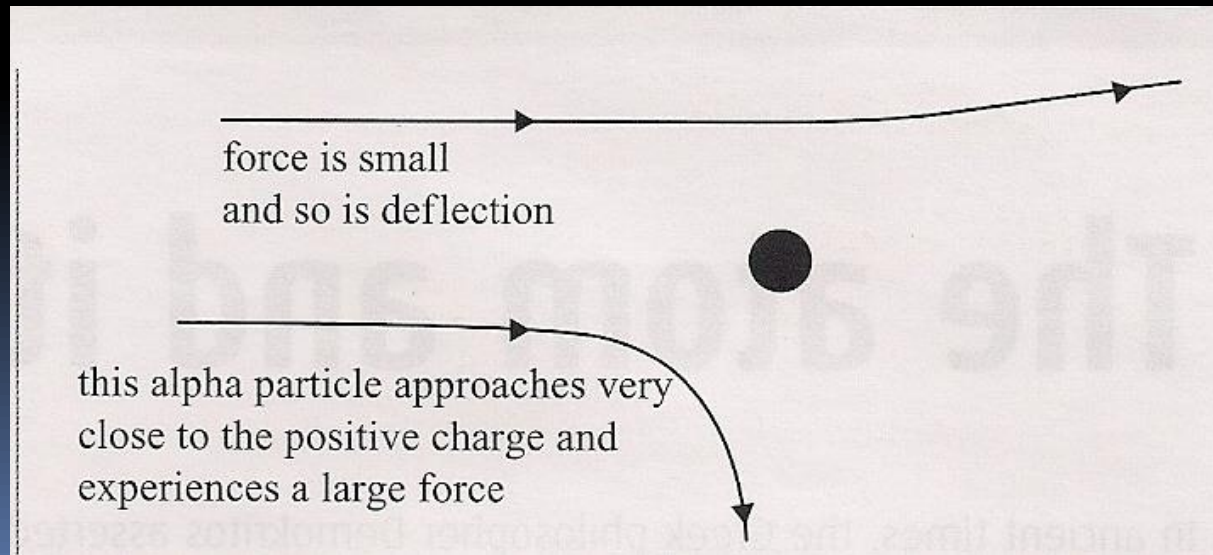 force is small
and so is deflection
this alpha particle approaches very
close to the positive charge and
experiences a large force